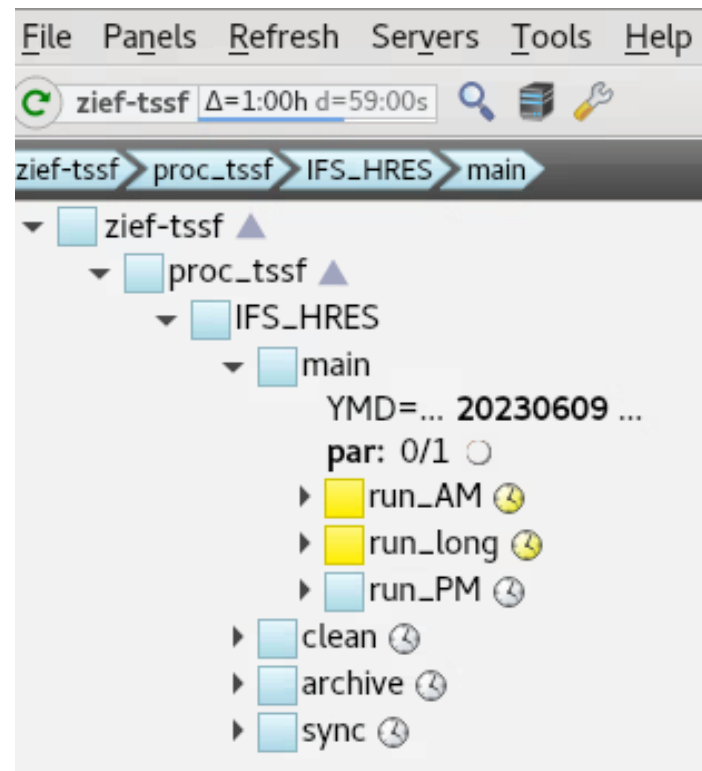 File Panels Refresh Servers Tools Help
zief-tssf Δ=1:00h d=59:00s
zief-tssf proc_tssf IFS_HRES main
zief-tssf
proc_tssf
IFS_HRES
main
YMD=... 20230609 ...
par: 0/1
run_AM
run_long
run_PM
clean
archive
sync